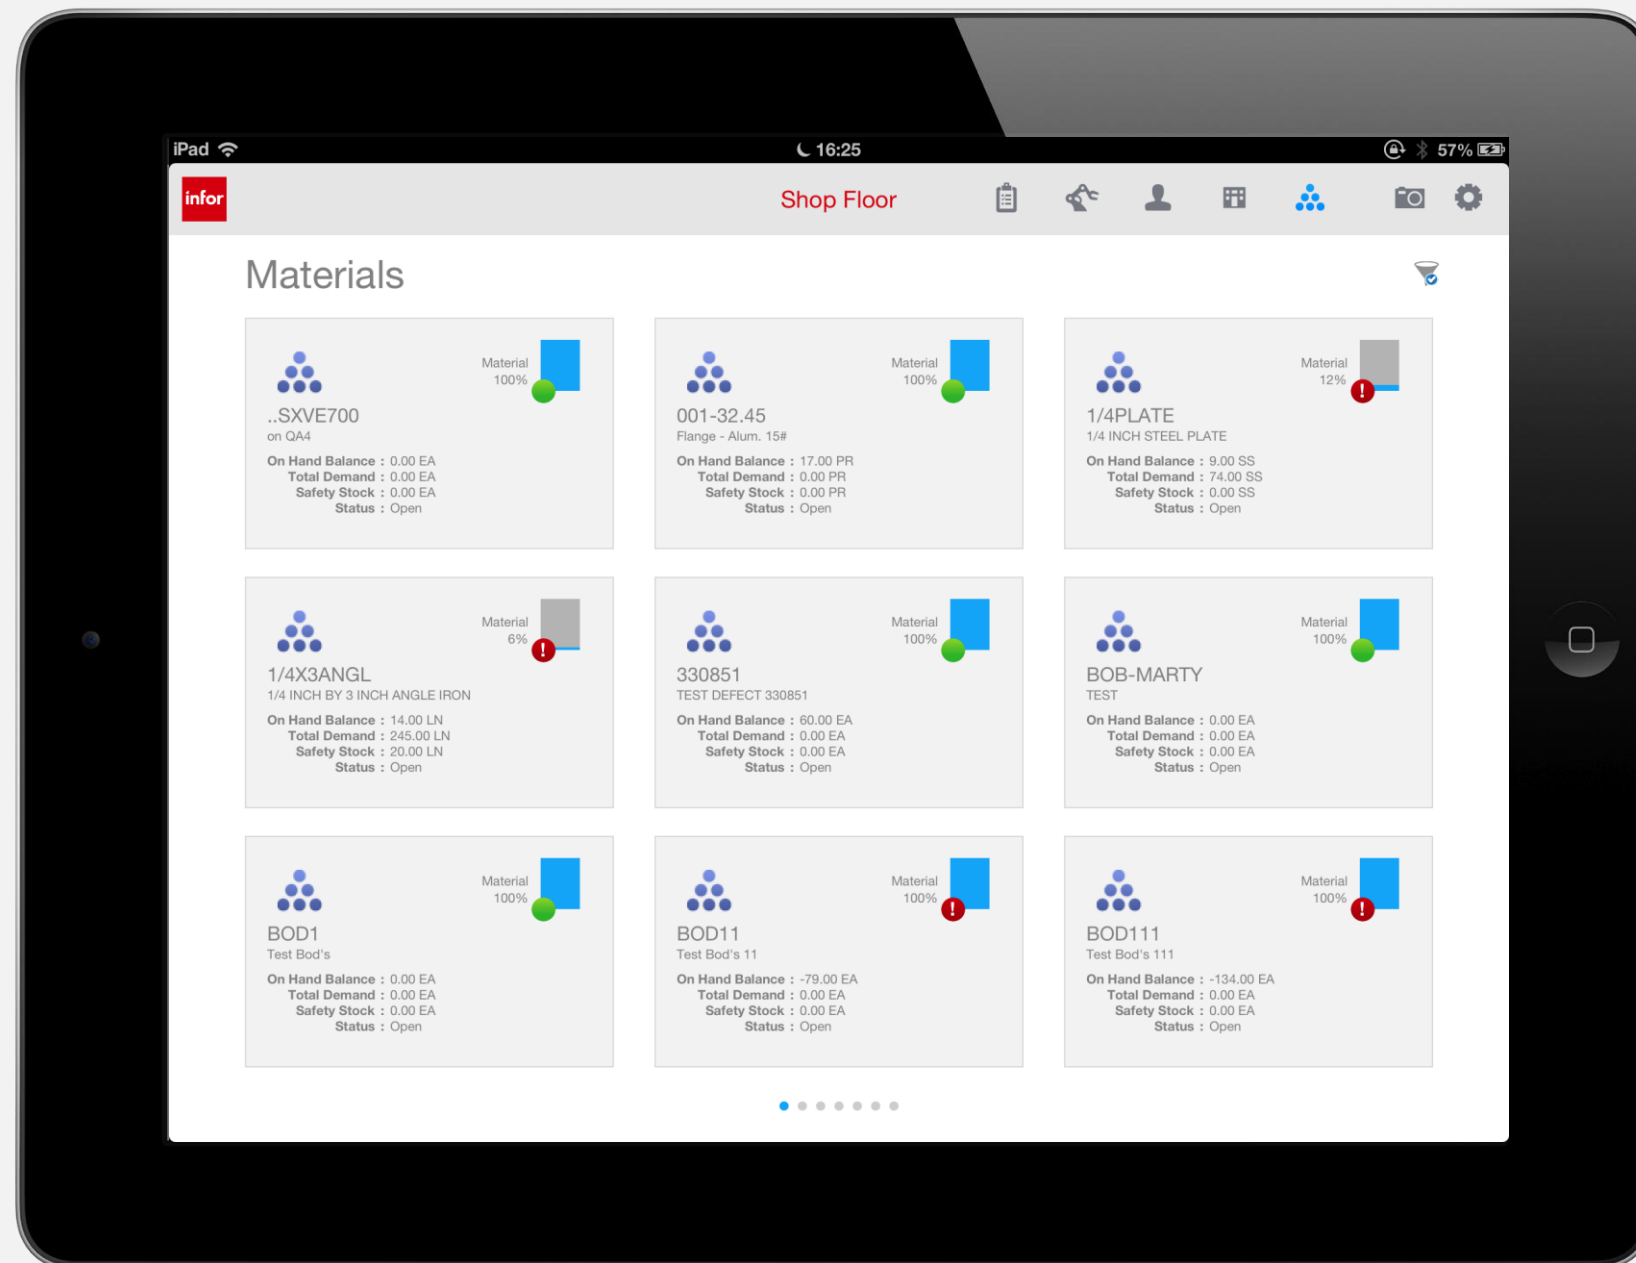 iPad 16:25 57%
infor Shop Floor
Materials
Material
100%
..SXVE700
on QA4
On Hand Balance : 0.00 EA
Total Demand : 0.00 EA
Safety Stock : 0.00 EA
Status : Open
Material
100%
001-32.45
Flange - Alum. 15#
On Hand Balance : 17.00 PR
Total Demand : 0.00 PR
Safety Stock : 0.00 PR
Status : Open
Material
12%
!
1/4PLATE
1/4 INCH STEEL PLATE
On Hand Balance : 9.00 SS
Total Demand : 74.00 SS
Safety Stock : 0.00 SS
Status : Open
Material
6%
!
1/4X3ANGL
1/4 INCH BY 3 INCH ANGLE IRON
On Hand Balance : 14.00 LN
Total Demand : 245.00 LN
Safety Stock : 20.00 LN
Status : Open
Material
100%
330851
TEST DEFECT 330851
On Hand Balance : 60.00 EA
Total Demand : 0.00 EA
Safety Stock : 0.00 EA
Status : Open
Material
100%
BOB-MARTY
TEST
On Hand Balance : 0.00 EA
Total Demand : 0.00 EA
Safety Stock : 0.00 EA
Status : Open
Material
100%
BOD1
Test Bod's
On Hand Balance : 0.00 EA
Total Demand : 0.00 EA
Safety Stock : 0.00 EA
Status : Open
Material
100%
!
BOD11
Test Bod's 11
On Hand Balance : -79.00 EA
Total Demand : 0.00 EA
Safety Stock : 0.00 EA
Status : Open
Material
100%
!
BOD111
Test Bod's 111
On Hand Balance : -134.00 EA
Total Demand : 0.00 EA
Safety Stock : 0.00 EA
Status : Open